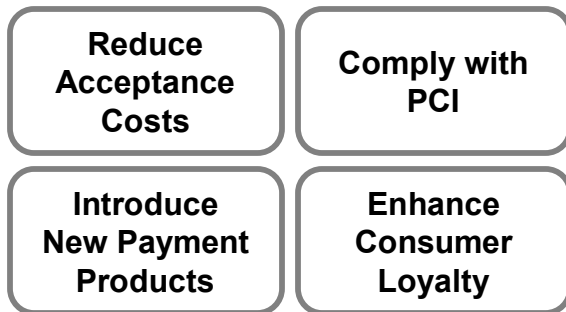 Reduce
Acceptance
Costs
Comply with
PCI
Introduce
New Payment
Products
Enhance
Consumer
Loyalty